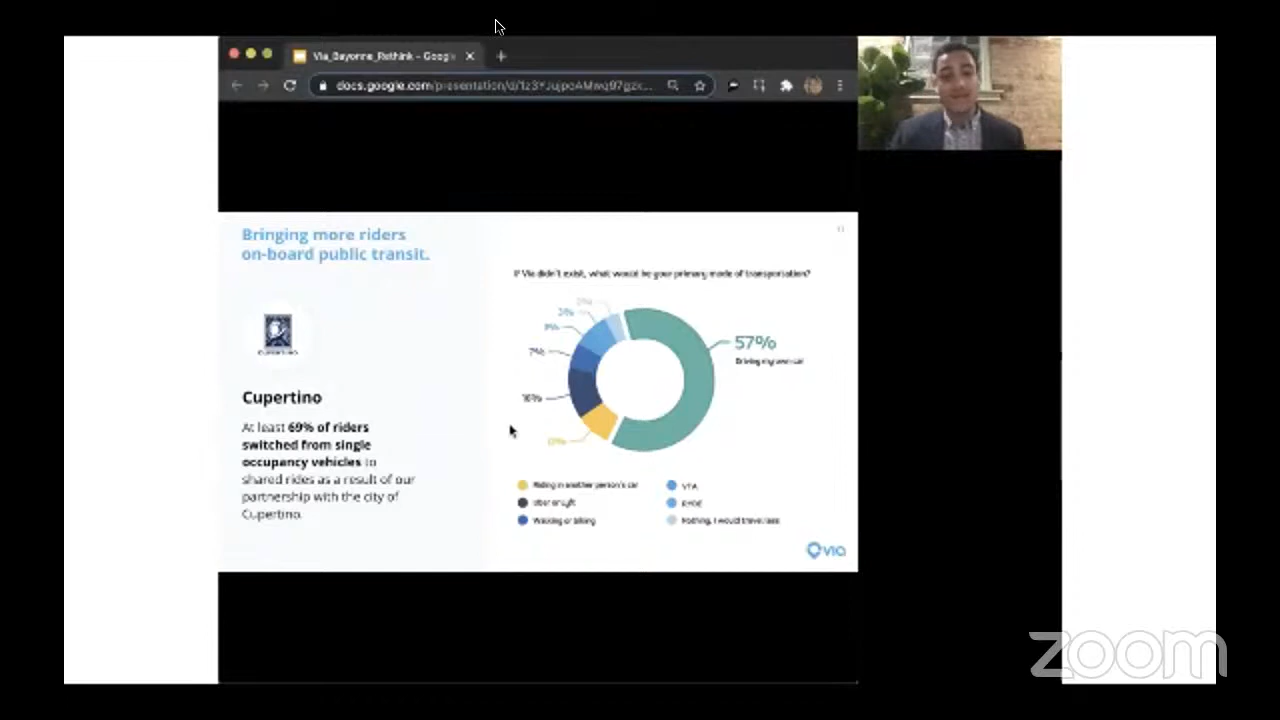 Via_Bayonne_Rethink - Googl
docs.google.com/presentation/d/
Bringing more riders
on-board public transit.
If Via didn't exist, what would be your primary mode of transportation?
3%
7%
57%
Driving my own car
10%
CUPERTINO
Cupertino
At least 69% of riders
switched from single
occupancy vehicles to
shared rides as a result of our
partnership with the city of
Cupertino.
Riding in another person's car
Uber or Lyft
Walking or biking
VTA
Nothing, I would travel less
via
zoom